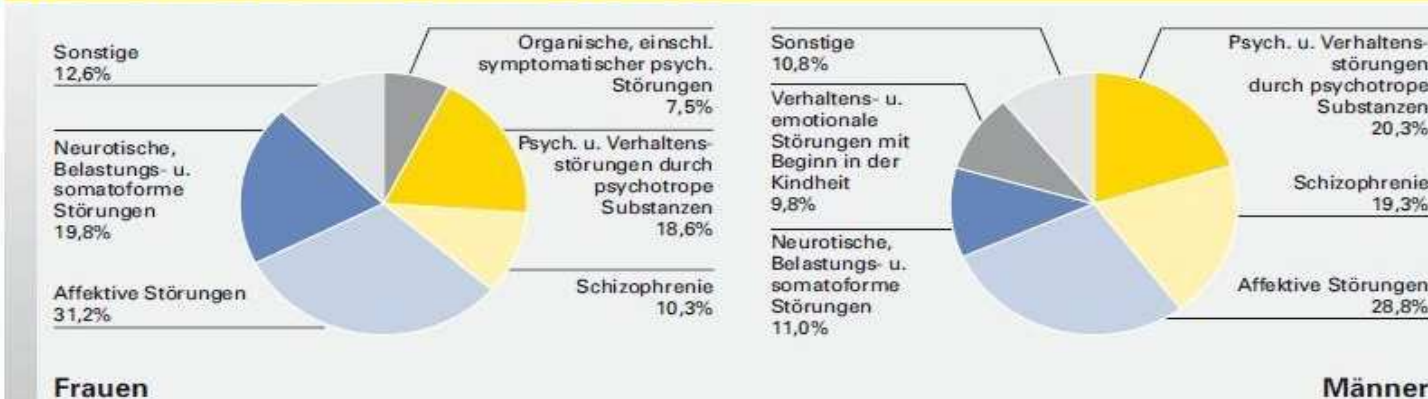 Sonstige
12,6%
Neurotische,
Belastungs- u.
somatoforme
Störungen
19,8%
Affektive Störungen
31,2%
Organische, einschl.
symptomatischer psych.
Störungen
7,5%
Psych. u. Verhaltens-
störungen durch
psychotrope
Substanzen
18,6%
Schizophrenie
10,3%
Frauen
Sonstige
10,8%
Verhaltens- u.
emotionale
Störungen mit
Beginn in der
Kindheit
9,8%
Neurotische,
Belastungs- u.
somatoforme
Störungen
11,0%
Psych. u. Verhaltens-
störungen
durch psychotrope
Substanzen
20,3%
Schizophrenie
19,3%
Affektive Störungen
28,8%
Männer